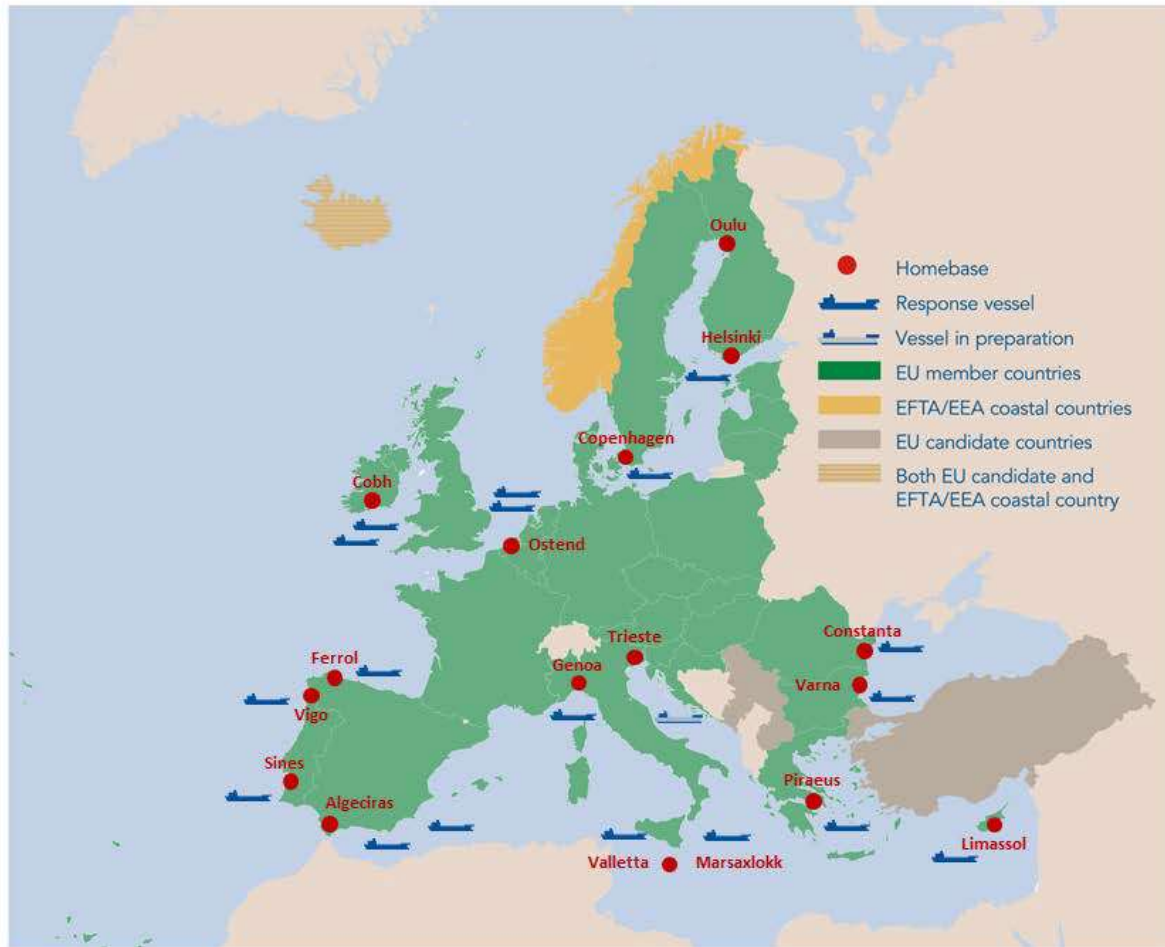 Oulu
Homebase
Response vessel
Helsinki
Vessel in preparation
EU member countries
EFTA/EEA coastal countries
Copenhagen
EU candidate countries
Cobh
Both EU candidate and
EFTA/EEA coastal country
Ostend
Constanta
Trieste
Ferrol
Genoa
Varna
Vigo
Sines
Piraeus
Algeciras
Limassol
Valletta
Marsaxlokk